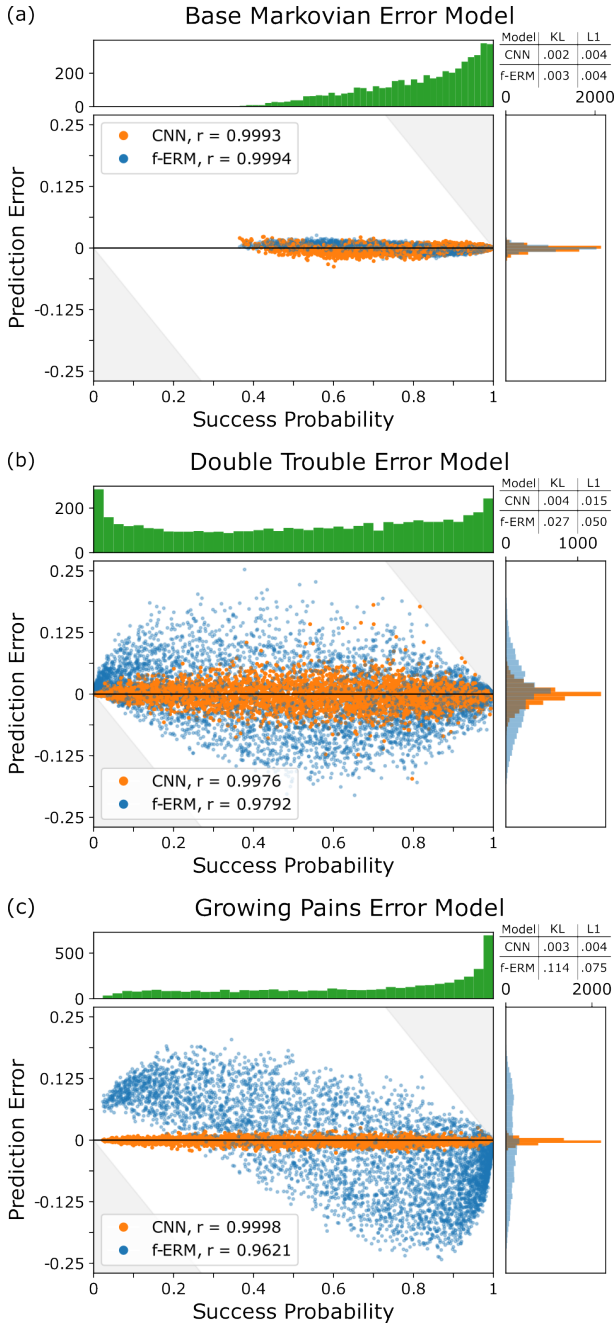 (a)
Base Markovian Error Model
Model KL L1
CNN .002 .004
f-ERM .003 .004
200
0
0 2000
0.25
0.125
0
-0.125
-0.25
Prediction Error
CNN, r = 0.9993
f-ERM, r = 0.9994
0 0.2 0.4 0.6 0.8 1
Success Probability
(b)
Double Trouble Error Model
Model KL L1
CNN .004 .015
f-ERM .027 .050
200
0
0 1000
0.25
0.125
0
-0.125
-0.25
Prediction Error
CNN, r = 0.9976
f-ERM, r = 0.9792
0 0.2 0.4 0.6 0.8 1
Success Probability
(c)
Growing Pains Error Model
Model KL L1
CNN .003 .004
f-ERM .114 .075
500
0
0 2000
0.25
0.125
0
-0.125
-0.25
Prediction Error
CNN, r = 0.9998
f-ERM, r = 0.9621
0 0.2 0.4 0.6 0.8 1
Success Probability